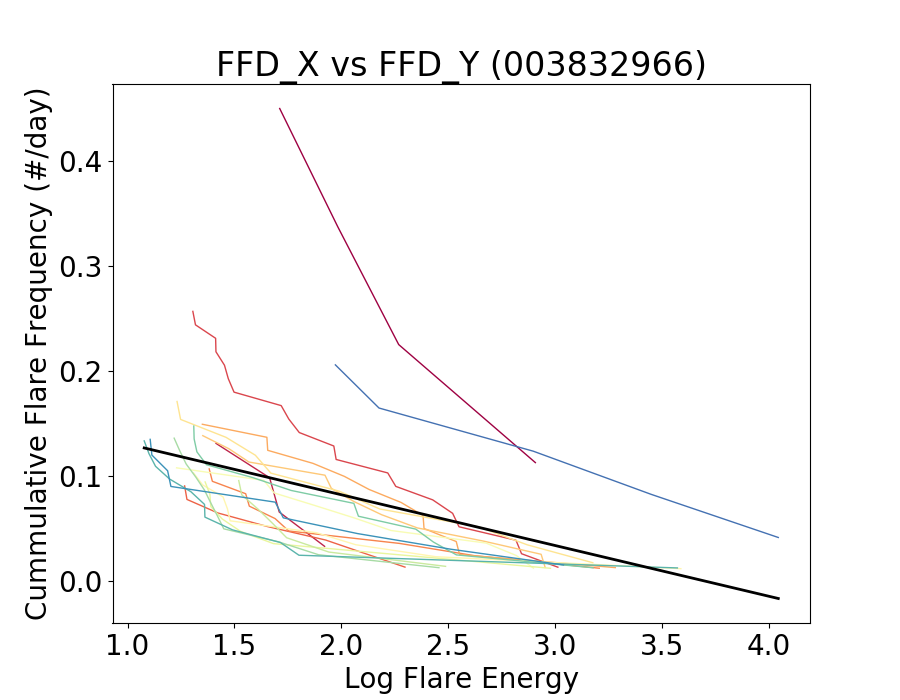 FFD_X vs FFD_Y (003832966)
Cummulative Flare Frequency (#/day)
0.4
0.3
0.2
0.1
0.0
1.0 1.5 2.0 2.5 3.0 3.5 4.0
Log Flare Energy